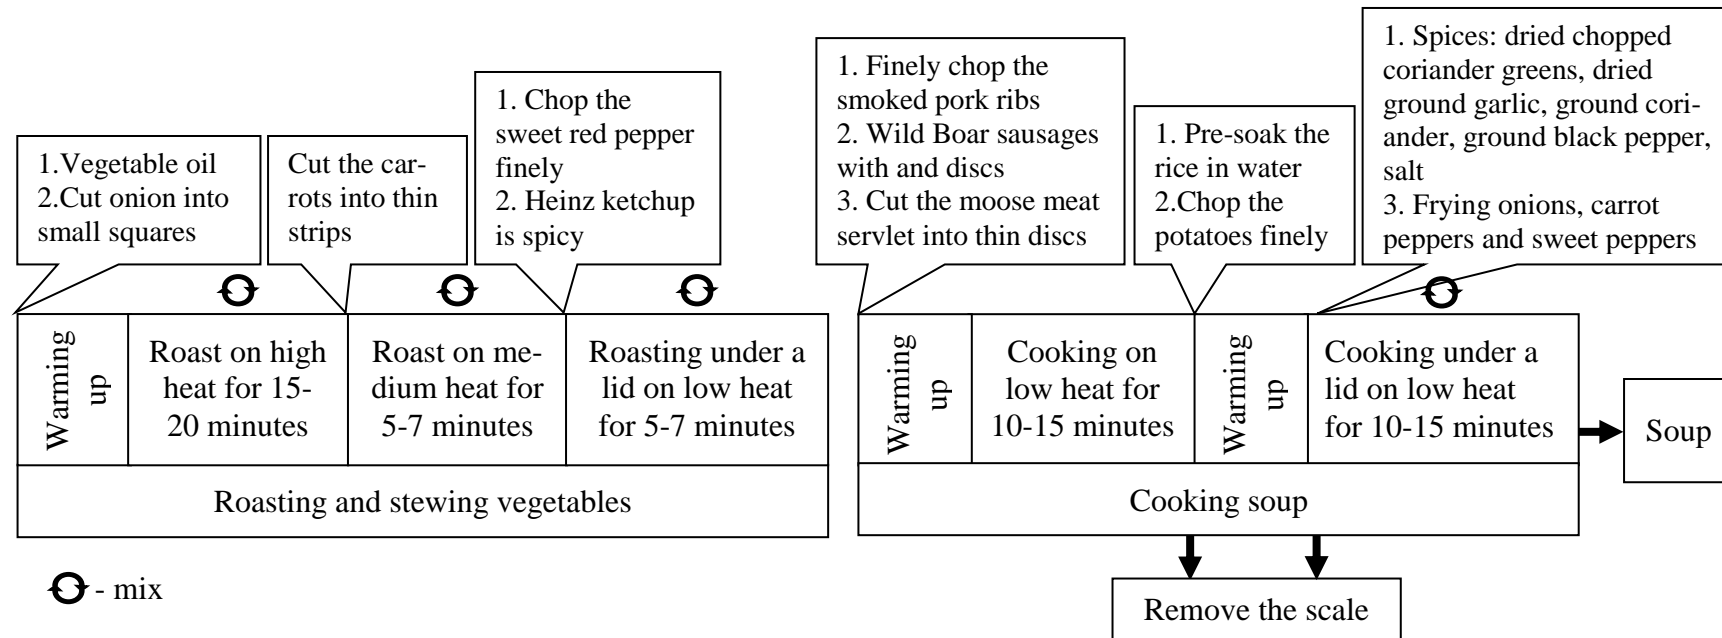 1.Vegetable oil
2.Cut onion into
small squares
Cut the car-
rots into thin
strips
1. Chop the
sweet red pepper
finely
2. Heinz ketchup
is spicy
1. Finely chop the
smoked pork ribs
2. Wild Boar sausages
with and discs
3. Cut the moose meat
servlet into thin discs
1. Pre-soak the
rice in water
2.Chop the
potatoes finely
1. Spices: dried chopped
coriander greens, dried
ground garlic, ground cori-
ander, ground black pepper,
salt
3. Frying onions, carrot
peppers and sweet peppers
Warming
up
Roast on high
heat for 15-
20 minutes
Roast on me-
dium heat for
5-7 minutes
Roasting under a
lid on low heat
for 5-7 minutes
Roasting and stewing vegetables
Warming
up
Cooking on
low heat for
10-15 minutes
Warming
up
Cooking under a
lid on low heat
for 10-15 minutes
Soup
Cooking soup
Remove the scale
- mix